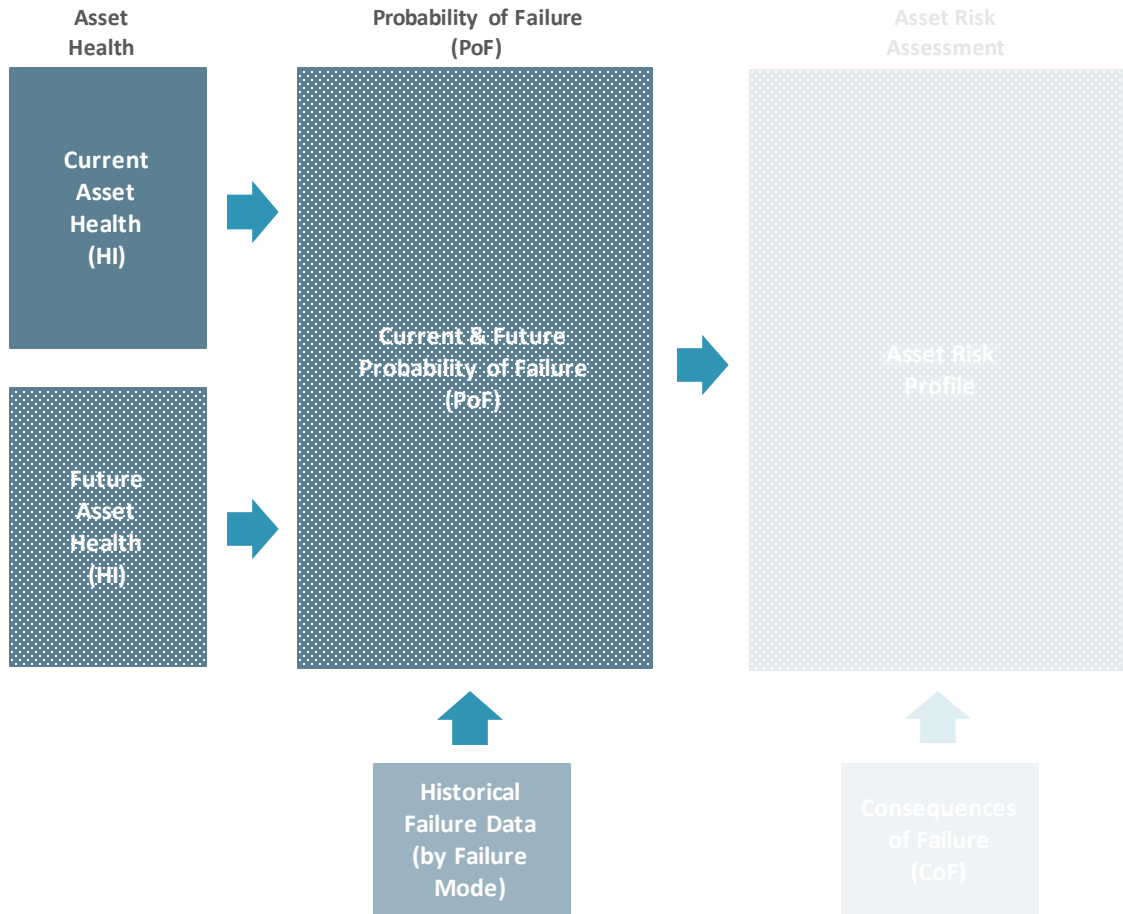 Asset
Health
Probability of Failure
(PoF)
Asset Risk
Assessment
Current
Asset
Health
(HI)
Future
Asset
Health
(HI)
Current & Future
Probability of Failure
(PoF)
Asset Risk
Profile
Historical
Failure Data
(by Failure
Mode)
Consequences
of Failure
(CoF)